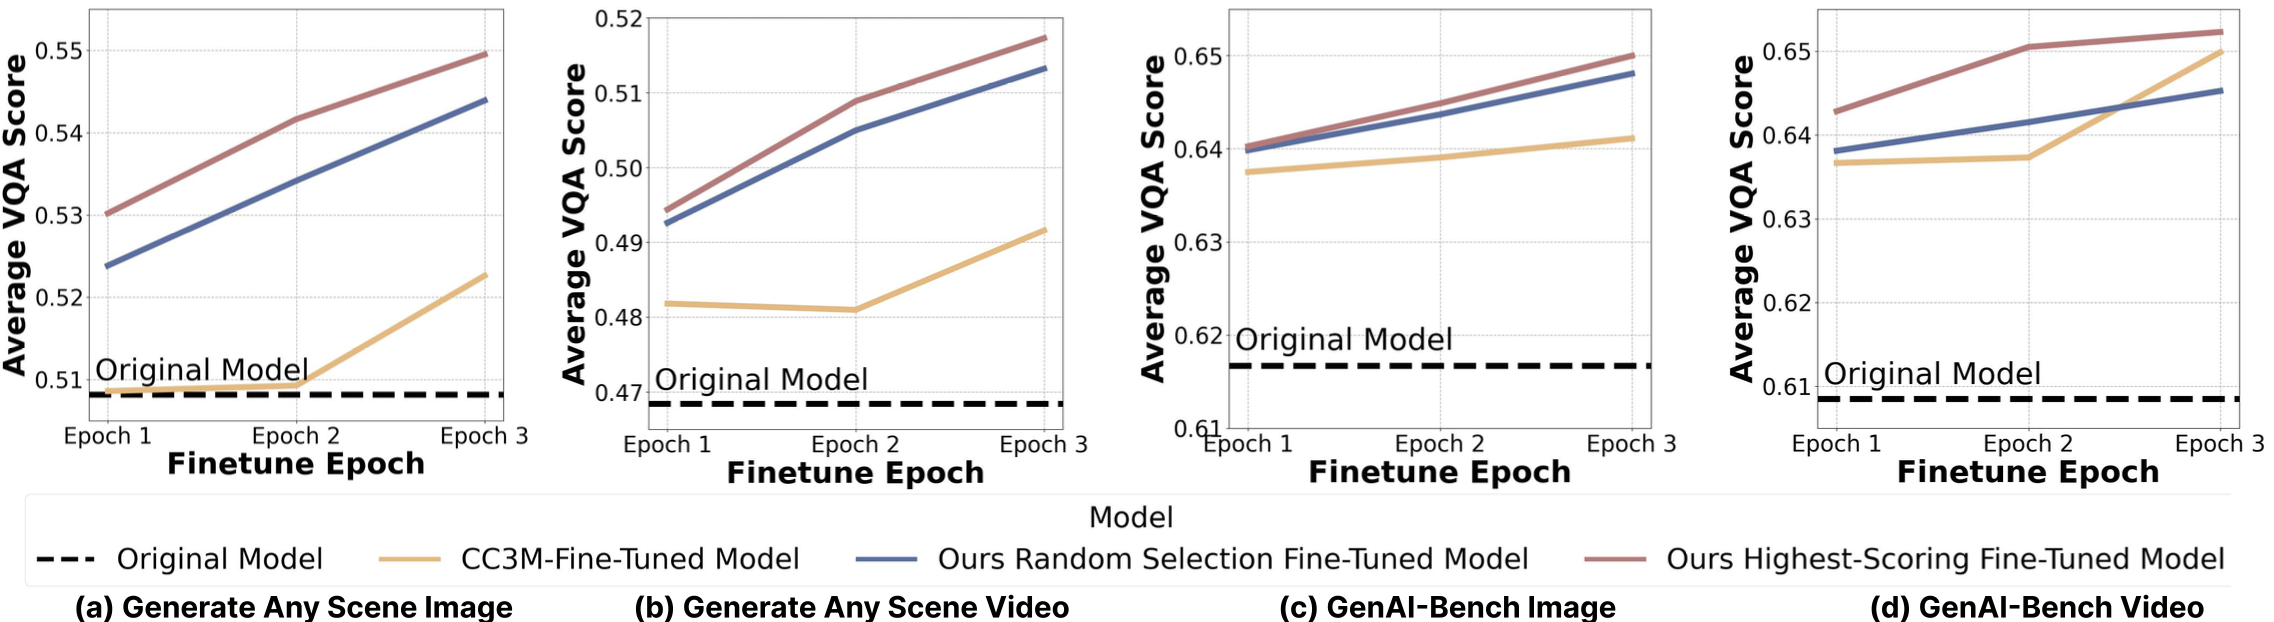 Average VQA Score
0.55
0.54
0.53
0.52
0.51
Original Model
Epoch 1
Epoch 2
Epoch 3
Finetune Epoch
Average VQA Score
0.52
0.51
0.50
0.49
0.48
0.47
Original Model
Epoch 1
Epoch 2
Epoch 3
Finetune Epoch
Average VQA Score
0.65
0.64
0.63
0.62
0.61
Original Model
Epoch 1
Epoch 2
Epoch 3
Finetune Epoch
Average VQA Score
0.65
0.64
0.63
0.62
0.61
Original Model
Epoch 1
Epoch 2
Epoch 3
Finetune Epoch
Model
Original Model
CC3M-Fine-Tuned Model
Ours Random Selection Fine-Tuned Model
Ours Highest-Scoring Fine-Tuned Model
(a) Generate Any Scene Image
(b) Generate Any Scene Video
(c) GenAI-Bench Image
(d) GenAI-Bench Video